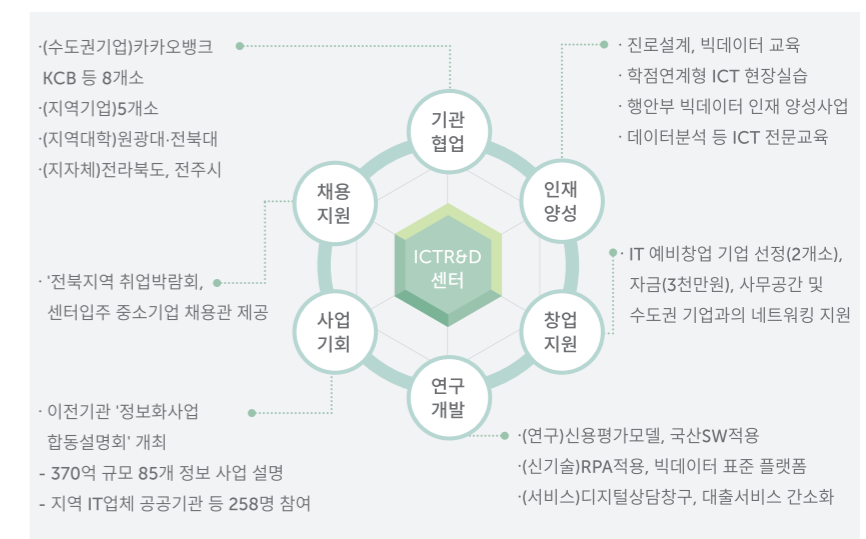 ·(수도권기업)카카오뱅크
KCB 등 8개소
·(지역기업)5개소
·(지역대학)원광대·전북대
·(지자체)전라북도, 전주시
· 진로설계, 빅데이터 교육
· 학점연계형 ICT 현장실습
· 행안부 빅데이터 인재 양성사업
· 데이터분석 등 ICT 전문교육
기관
협업
채용
지원
인재
양성
ICTR&D
센터
· '전북지역 취업박람회,
센터입주 중소기업 채용관 제공
· IT 예비창업 기업 선정(2개소),
자금(3천만원), 사무공간 및
수도권 기업과의 네트워킹 지원
사업
기회
창업
지원
연구
개발
· 이전기관 '정보화사업
합동설명회' 개최
- 370억 규모 85개 정보 사업 설명
- 지역 IT업체 공공기관 등 258명 참여
·(연구)신용평가모델, 국산SW적용
·(신기술)RPA적용, 빅데이터 표준 플랫폼
·(서비스)디지털상담창구, 대출서비스 간소화